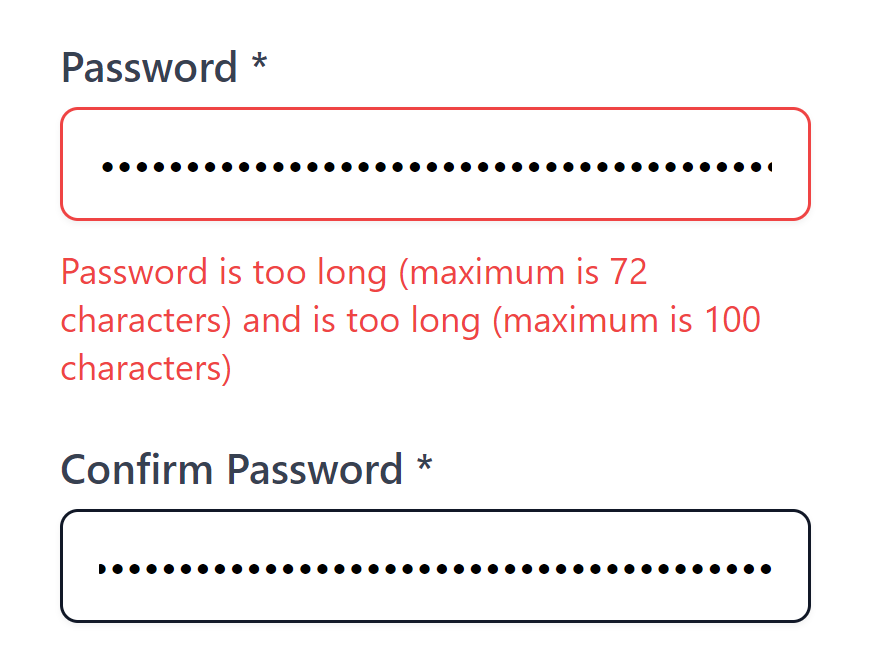 Password *
Password is too long (maximum is 72
characters) and is too long (maximum is 100
characters)
Confirm Password *